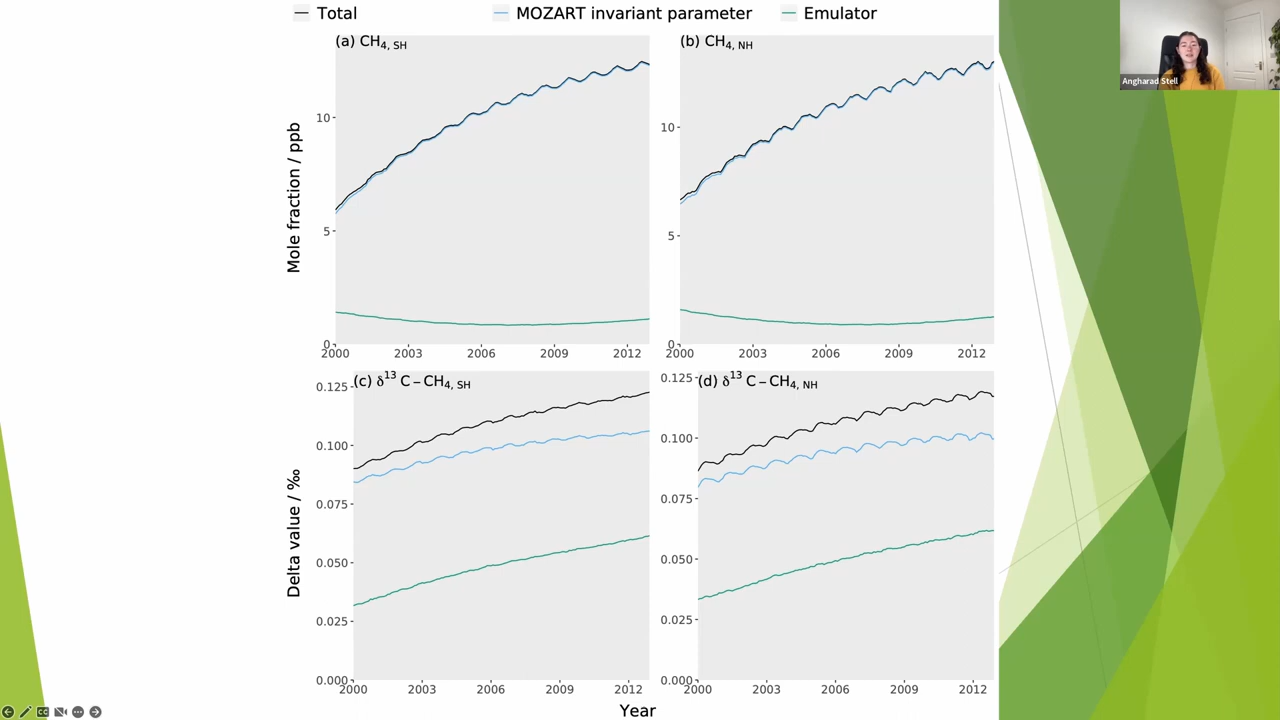 Total MOZART invariant parameter Emulator
(a) CH4, SH
(b) CH4, NH
Mole fraction / ppb
10
5
0
2000 2003 2006 2009 2012
10
5
0
2000 2003 2006 2009 2012
(c) δ13 C – CH4, SH
(d) δ13 C – CH4, NH
Delta value / ‰
0.125
0.100
0.075
0.050
0.025
0.000
2000 2003 2006 2009 2012
0.125
0.100
0.075
0.050
0.025
0.000
2000 2003 2006 2009 2012
Year
Angharad Stell
CC